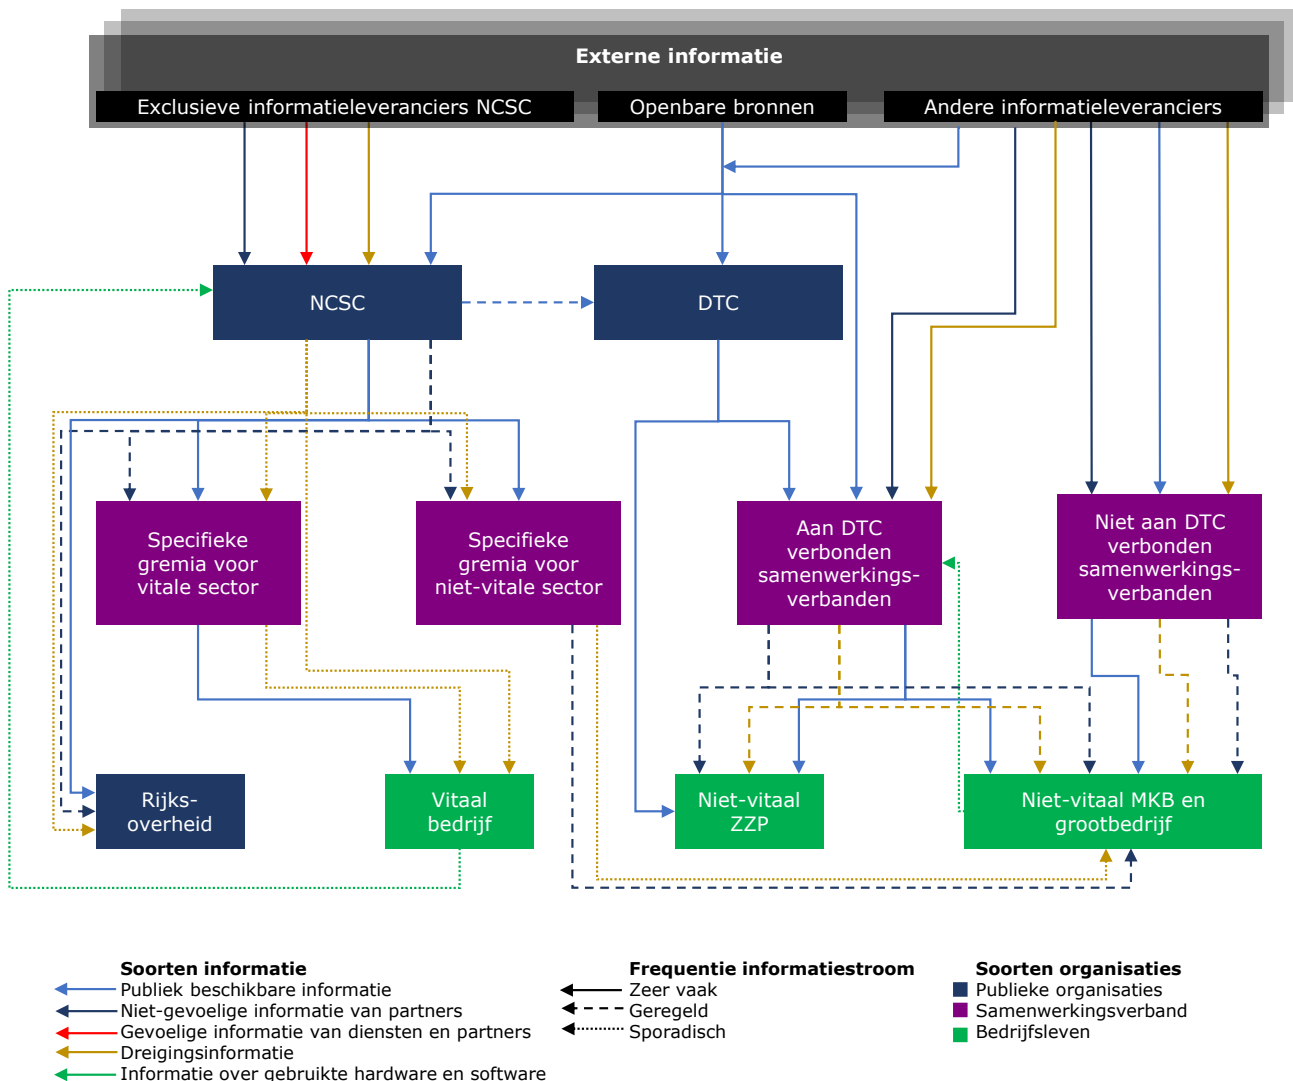 Externe informatie
Exclusieve informatieleveranciers NCSC
Openbare bronnen
Andere informatieleveranciers
NCSC
DTC
Specifieke
gremia voor
vitale sector
Specifieke
gremia voor
niet-vitale sector
Aan DTC
verbonden
samenwerkings-
verbanden
Niet aan DTC
verbonden
samenwerkings-
verbanden
Rijks-
overheid
Vitaal
bedrijf
Niet-vitaal
ZZP
Niet-vitaal MKB en
grootbedrijf
Soorten informatie
Publiek beschikbare informatie
Niet-gevoelige informatie van partners
Gevoelige informatie van diensten en partners
Dreigingsinformatie
Informatie over gebruikte hardware en software
Frequentie informatiestroom
Zeer vaak
Geregeld
Sporadisch
Soorten organisaties
Publieke organisaties
Samenwerkingsverband
Bedrijfsleven